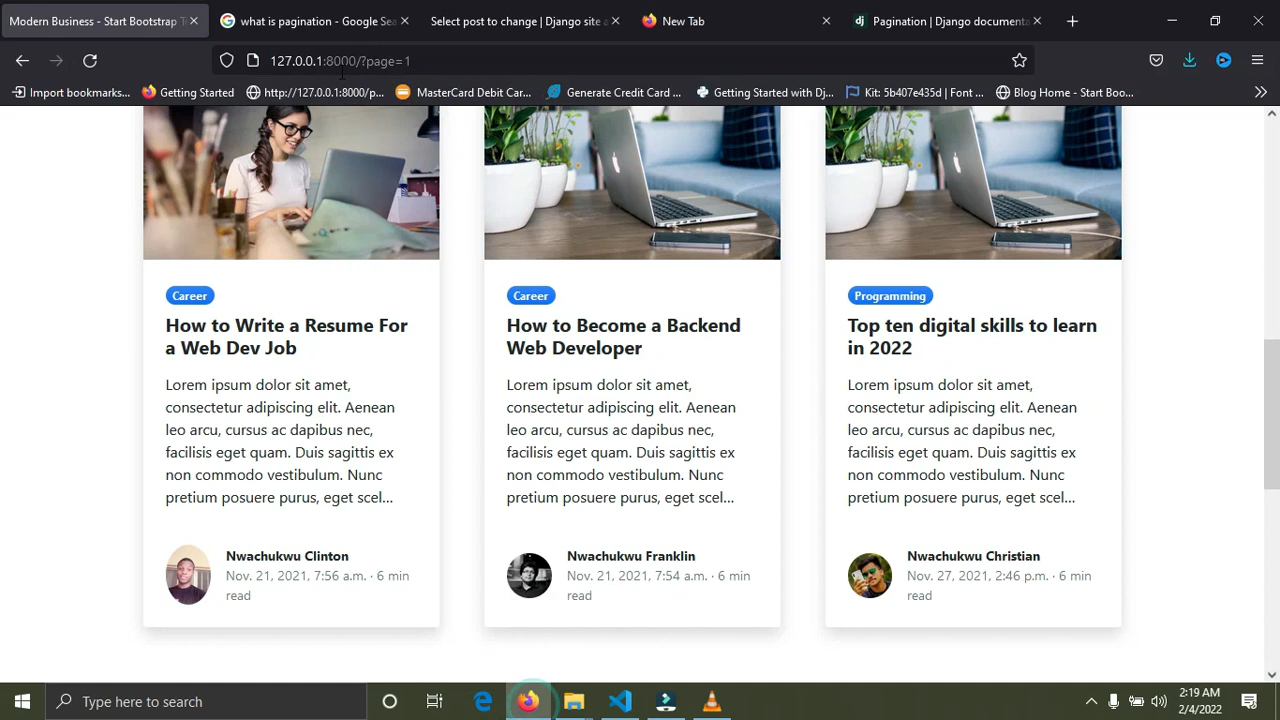 Modern Business - Start Bootstrap T
what is pagination - Google Sea
Select post to change | Django site a
New Tab
Pagination | Django documenta
127.0.0.1:8000/?page=1
Import bookmarks...
Getting Started
http://127.0.0.1:8000/p...
MasterCard Debit Car...
Generate Credit Card ...
Getting Started with Dj...
Kit: 5b407e435d | Font ...
Blog Home - Start Boo...
Career
How to Write a Resume For
a Web Dev Job
Lorem ipsum dolor sit amet,
consectetur adipiscing elit. Aenean
leo arcu, cursus ac dapibus nec,
facilisis eget quam. Duis sagittis ex
non commodo vestibulum. Nunc
pretium posuere purus, eget scel...
Nwachukwu Clinton
Nov. 21, 2021, 7:56 a.m. · 6 min
read
Career
How to Become a Backend
Web Developer
Lorem ipsum dolor sit amet,
consectetur adipiscing elit. Aenean
leo arcu, cursus ac dapibus nec,
facilisis eget quam. Duis sagittis ex
non commodo vestibulum. Nunc
pretium posuere purus, eget scel...
Nwachukwu Franklin
Nov. 21, 2021, 7:54 a.m. · 6 min
read
Programming
Top ten digital skills to learn
in 2022
Lorem ipsum dolor sit amet,
consectetur adipiscing elit. Aenean
leo arcu, cursus ac dapibus nec,
facilisis eget quam. Duis sagittis ex
non commodo vestibulum. Nunc
pretium posuere purus, eget scel...
Nwachukwu Christian
Nov. 27, 2021, 2:46 p.m. · 6 min
read
Type here to search
2:19 AM
2/4/2022